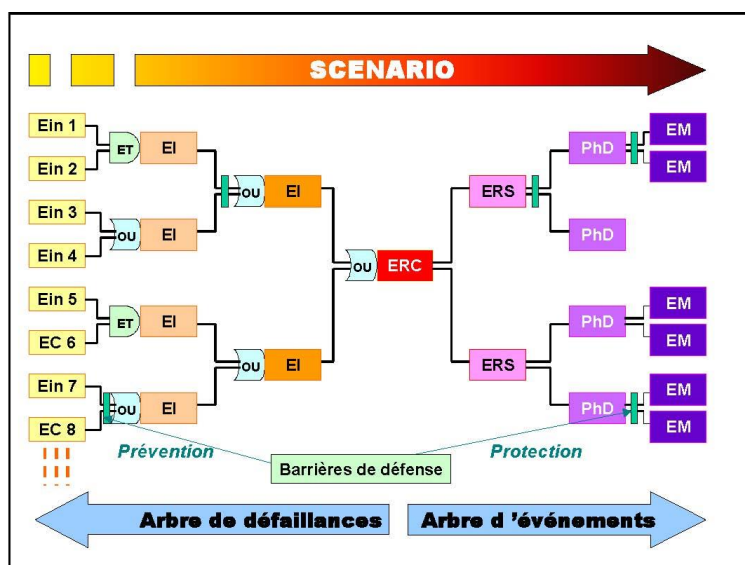 SCENARIO
Ein 1
Ein 2
Ein 3
Ein 4
Ein 5
EC 6
Ein 7
EC 8
ET
OU
ET
OU
EI
EI
EI
EI
OU
OU
EI
EI
OU
ERC
ERS
ERS
PhD
PhD
PhD
PhD
EM
EM
EM
EM
EM
EM
Prévention
Barrières de défense
Protection
Arbre de défaillances
Arbre d ’événements